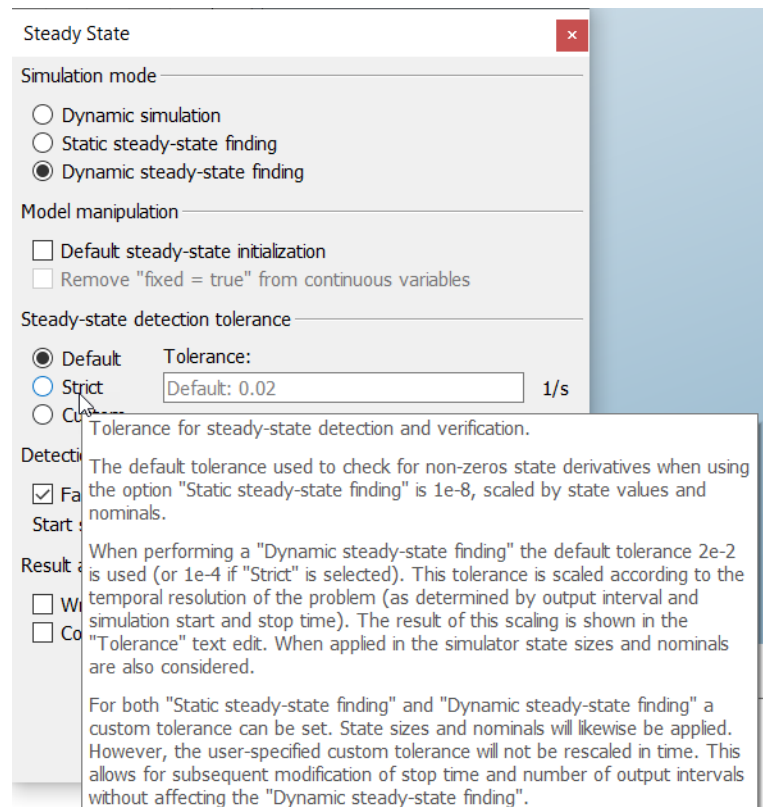 Steady State
Simulation mode
Dynamic simulation
Static steady-state finding
Dynamic steady-state finding
Model manipulation
Default steady-state initialization
Remove "fixed = true" from continuous variables
Steady-state detection tolerance
Default Tolerance:
Strict Default: 0.02 1/s
Tolerance for steady-state detection and verification.
The default tolerance used to check for non-zeros state derivatives when using
the option "Static steady-state finding" is 1e-8, scaled by state values and
nominals.
Start
When performing a "Dynamic steady-state finding" the default tolerance 2e-2
Result
is used (or 1e-4 if "Strict" is selected). This tolerance is scaled according to the
temporal resolution of the problem (as determined by output interval and
simulation start and stop time). The result of this scaling is shown in the
"Tolerance" text edit. When applied in the simulator state sizes and nominals
are also considered.
For both "Static steady-state finding" and "Dynamic steady-state finding" a
custom tolerance can be set. State sizes and nominals will likewise be applied.
However, the user-specified custom tolerance will not be rescaled in time. This
allows for subsequent modification of stop time and number of output intervals
without affecting the "Dynamic steady-state finding".